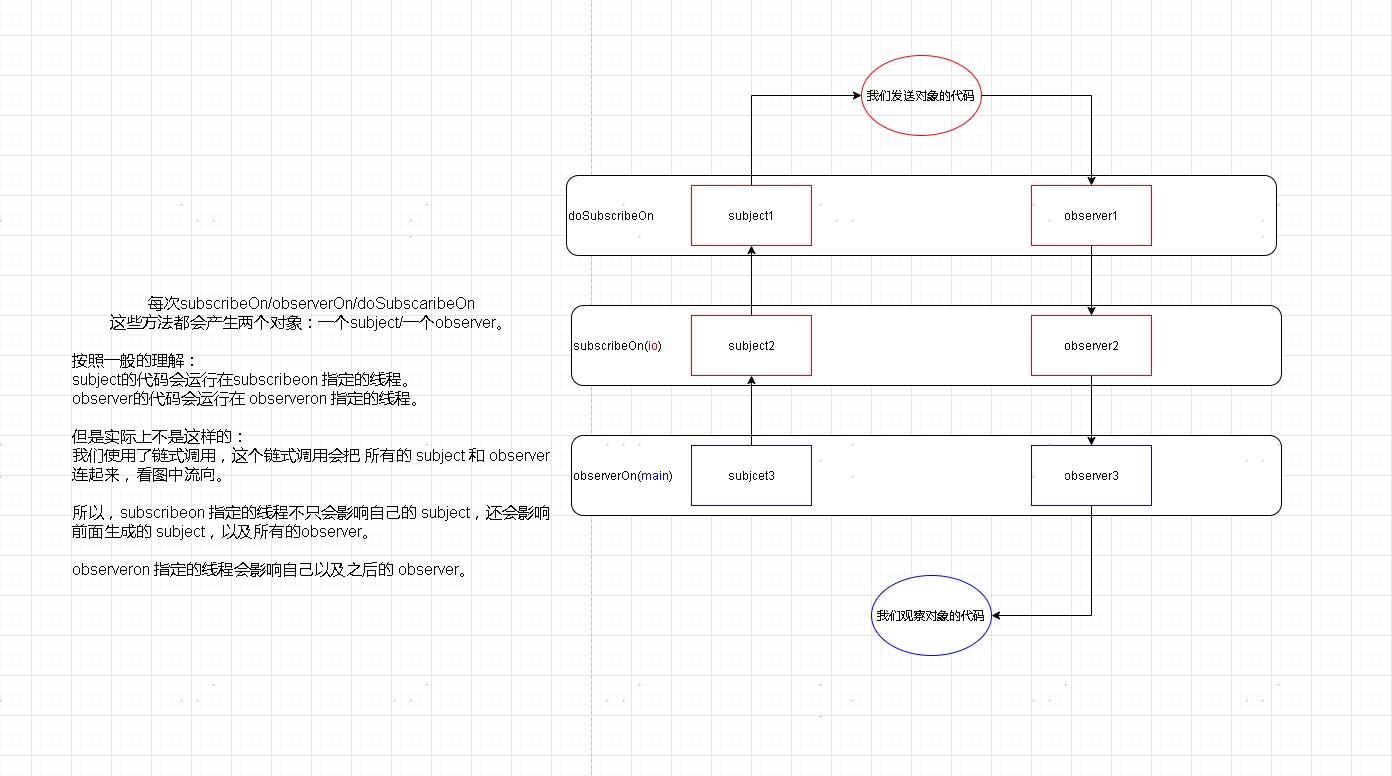 我们发送对象的代码
doSubscribeOn
subject1
observer1
每次subscribeOn/observerOn/doSubscaribeOn
这些方法都会产生两个对象：一个subject/一个observer。
按照一般的理解：
subject的代码会运行在subscribeon 指定的线程。
observer的代码会运行在 observeron 指定的线程。
但是实际上不是这样的：
我们使用了链式调用，这个链式调用会把 所有的 subject 和 observer
连起来，看图中流向。
所以，subscribeon 指定的线程不只会影响自己的 subject，还会影响
前面生成的 subject，以及所有的observer。
observeron 指定的线程会影响自己以及之后的 observer。
subscribeOn(io)
subject2
observer2
observerOn(main)
subjcet3
observer3
我们观察对象的代码